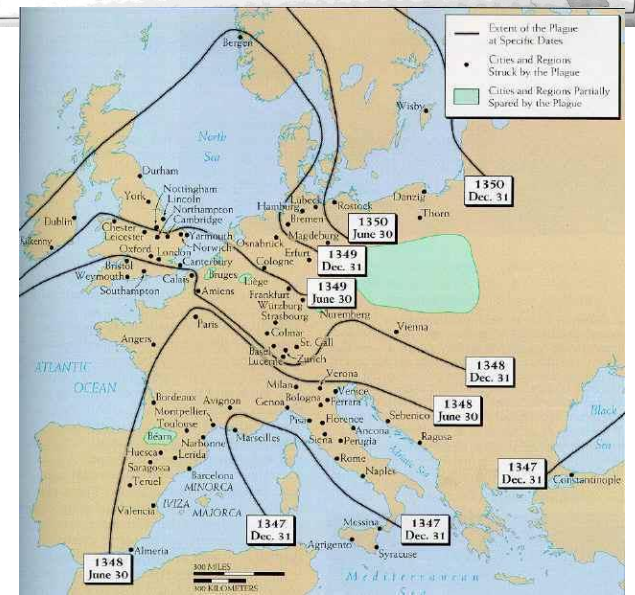 Extent of the Plague
at Specific Dates
Cities and Regions
Struck by the Plague
Cities and Regions Partially
Spared by the Plague
Bergen
Wisby
North
Sea
Durham
York
Nottingham
Lincoln
Northampton
Cambridge
Dublin
Chester
Leicester
Yarmouth
Norwich
Kilkenny
Oxford
London
Canterbury
Bristol
Weymouth
Southampton
Calais
Bruges
Liège
Amiens
Hamburg
Lübeck
Rostock
Bremen
Danzig
Thorn
Osnabruck
Magdeburg
Erfurt
Cologne
Frankfurt
Wurzburg
Strasbourg
Nuremberg
Colmar
St. Gall
Basel
Lucerne
Zurich
Vienna
Paris
Angers
1350
Dec. 31
1350
June 30
1349
Dec. 31
1349
June 30
1348
Dec. 31
1348
June 30
ATLANTIC
OCEAN
Bordeaux
Avignon
Montpellier
Toulouse
Béarn
Narbonne
Marseilles
Huesca
Lerida
Saragossa
Barcelona
Teruel
MINORCA
IVIZA
MAJORCA
Valencia
Almeria
Milan
Verona
Venice
Genoa
Bologna
Ferrara
Pisa
Florence
Ancona
Siena
Perugia
Rome
Naples
Sebenico
Ragusa
Adriatic Sea
Messina
Agrigento
Syracuse
Black
Sea
Constantinople
1347
Dec. 31
1347
Dec. 31
1347
Dec. 31
1348
June 30
300 MILES
300 KILOMETERS
Mediterranean
Sea